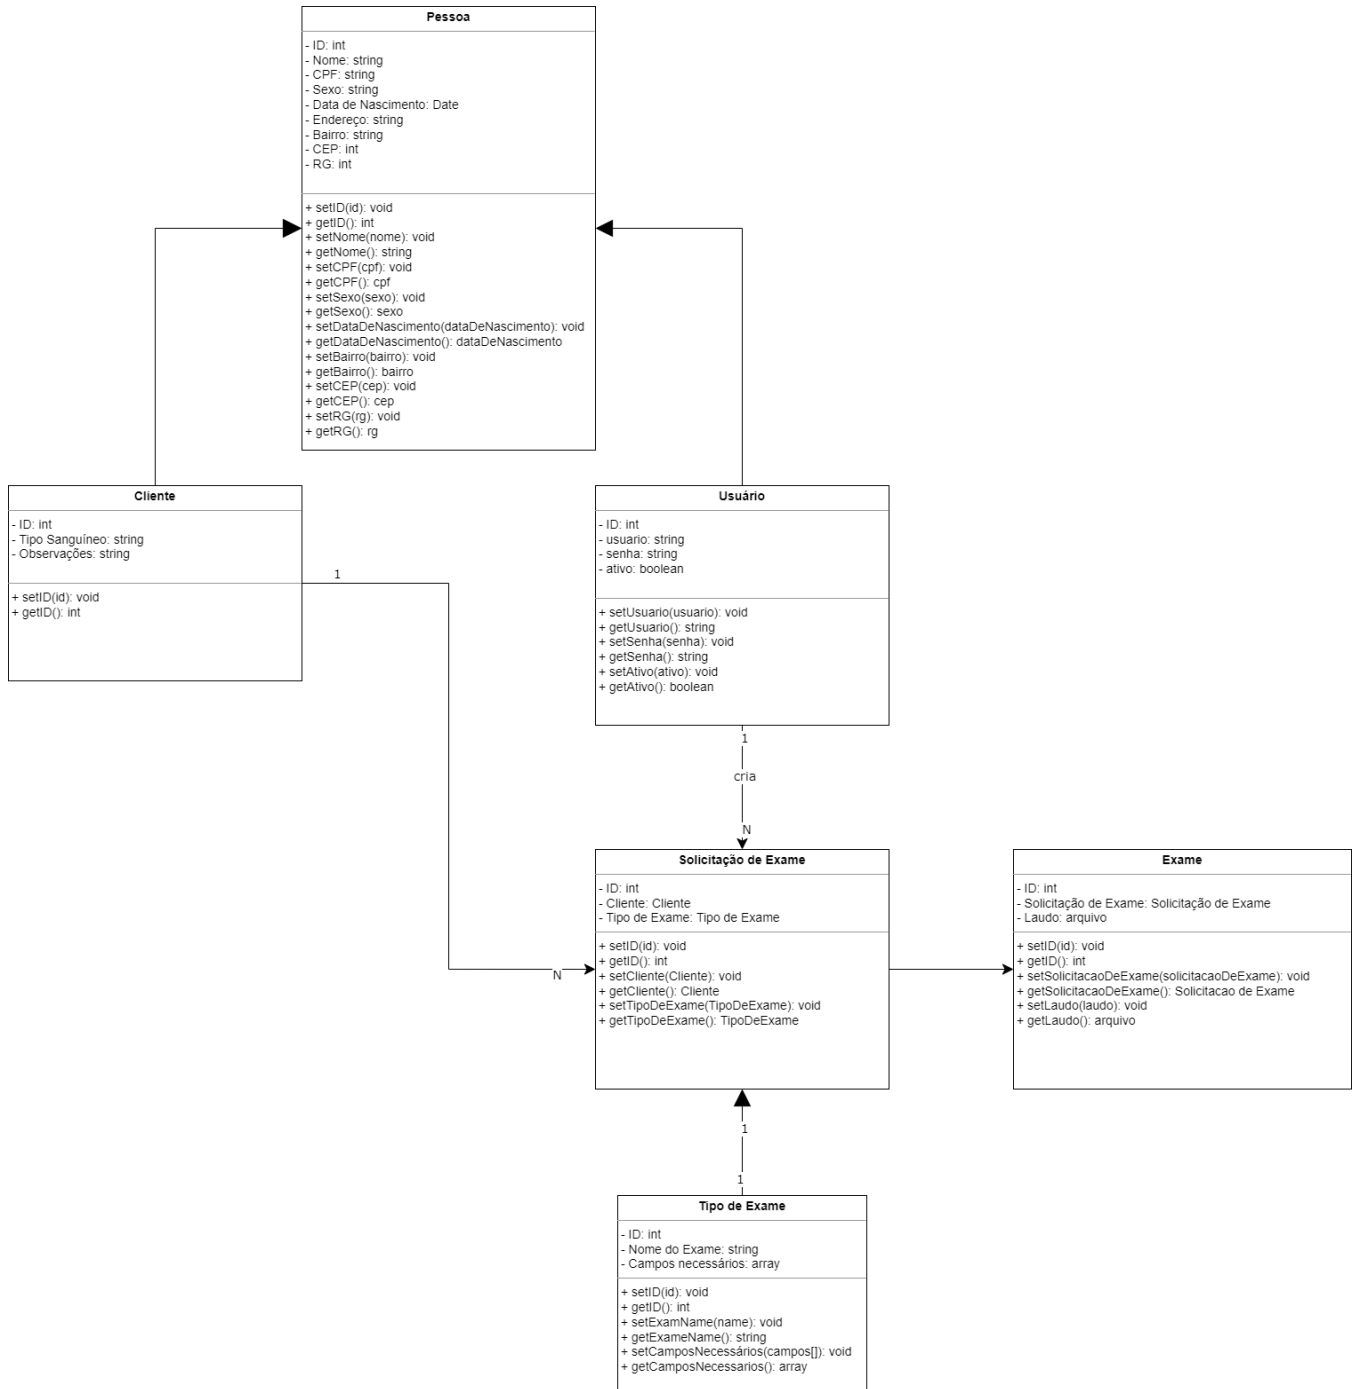 Pessoa
- ID: int
- Nome: string
- CPF: string
- Sexo: string
- Data de Nascimento: Date
- Endereço: string
- Bairro: string
- CEP: int
- RG: int
+ setID(id): void
+ getID(): int
+ setNome(nome): void
+ getNome(): string
+ setCPF(cpf): void
+ getCPF(): cpf
+ setSexo(sexo): void
+ getSexo(): sexo
+ setDataDeNascimento(dataDeNascimento): void
+ getDataDeNascimento(): dataDeNascimento
+ setBairro(bairro): void
+ getBairro(): bairro
+ setCEP(cep): void
+ getCEP(): cep
+ setRG(rg): void
+ getRG(): rg
Cliente
- ID: int
- Tipo Sanguíneo: string
- Observações: string
+ setID(id): void
+ getID(): int
1
N
Usuário
- ID: int
- usuario: string
- senha: string
- ativo: boolean
+ setUsuario(usuario): void
+ getUsuario(): string
+ setSenha(senha): void
+ getSenha(): string
+ setAtivo(ativo): void
+ getAtivo(): boolean
1
cria
N
Solicitação de Exame
- ID: int
- Cliente: Cliente
- Tipo de Exame: Tipo de Exame
+ setID(id): void
+ getID(): int
+ setCliente(Cliente): void
+ getCliente(): Cliente
+ setTipoDeExame(TipoDeExame): void
+ getTipoDeExame(): TipoDeExame
Exame
- ID: int
- Solicitação de Exame: Solicitação de Exame
- Laudo: arquivo
+ setID(id): void
+ getID(): int
+ setSolicitacaoDeExame(solicitacaoDeExame): void
+ getSolicitacaoDeExame(): Solicitacao de Exame
+ setLaudo(laudo): void
+ getLaudo(): arquivo
1
1
Tipo de Exame
- ID: int
- Nome do Exame: string
- Campos necessários: array
+ setID(id): void
+ getID(): int
+ setExamName(name): void
+ getExameName(): string
+ setCamposNecessários(campos[]): void
+ getCamposNecessarios(): array